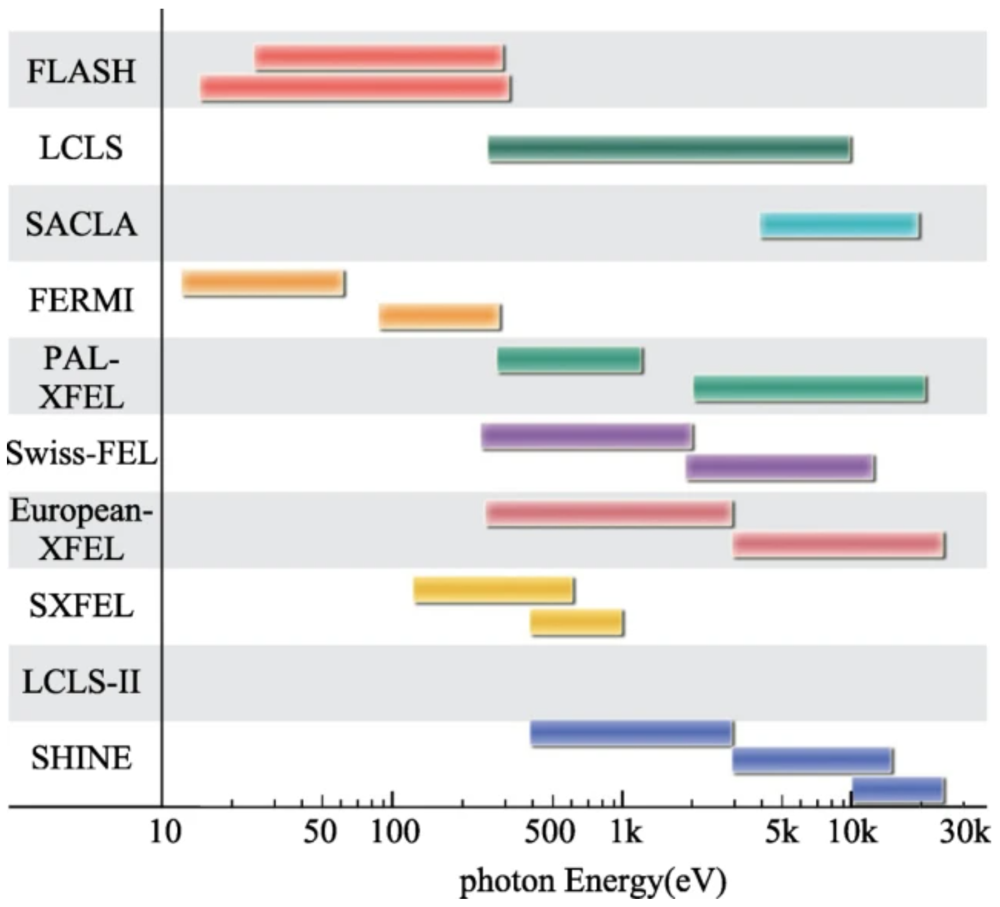 FLASH
LCLS
SACLA
FERMI
PAL-
XFEL
Swiss-FEL
European-
XFEL
SXFEL
LCLS-II
SHINE
10 50 100 500 1k 5k 10k 30k
photon Energy(eV)